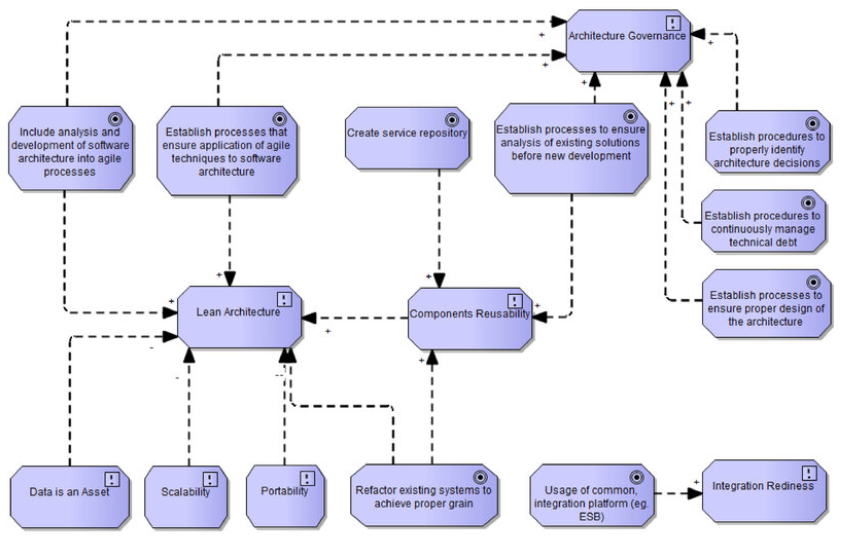 Architecture Governance
!
+
+
+
+
+
+
Include analysis and
development of software
architecture into agile
processes
Establish processes that
ensure application of agile
techniques to software
architecture
Create service repository
Establish processes to ensure
analysis of existing solutions
before new development
Establish procedures to
properly identify
architecture decisions
Establish procedures to
continuously manage
technical debt
Establish processes to
ensure proper design of
the architecture
+
+
+
+
Lean Architecture
!
Components Reusability
!
+
+
-
-
--
Data is an Asset
!
Scalability
!
Portability
!
Refactor existing systems to
achieve proper grain
Usage of common,
integration platform (eg.
ESB)
+
Integration Rediness
!